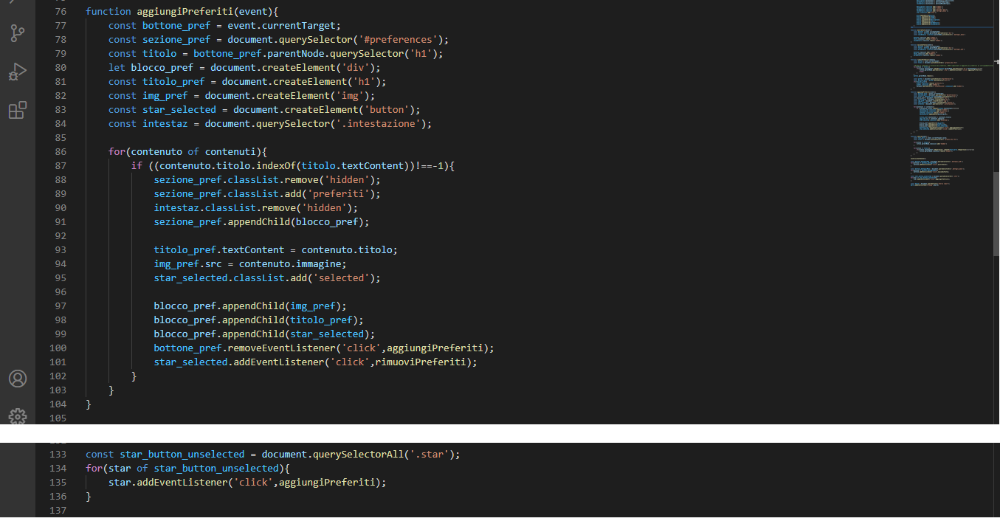 76 function aggiungiPreferiti(event){
77     const bottone_pref = event.currentTarget;
78     const sezione_pref = document.querySelector('#preferences');
79     const titolo = bottone_pref.parentNode.querySelector('h1');
80     let blocco_pref = document.createElement('div');
81     const titolo_pref = document.createElement('h1');
82     const img_pref = document.createElement('img');
83     const star_selected = document.createElement('button');
84     const intestaz = document.querySelector('.intestazione');
85
86     for(contenuto of contenuti){
87         if ((contenuto.titolo.indexOf(titolo.textContent))!==-1){
88             sezione_pref.classList.remove('hidden');
89             sezione_pref.classList.add('preferiti');
90             intestaz.classList.remove('hidden');
91             sezione_pref.appendChild(blocco_pref);
92
93             titolo_pref.textContent = contenuto.titolo;
94             img_pref.src = contenuto.immagine;
95             star_selected.classList.add('selected');
96
97             blocco_pref.appendChild(img_pref);
98             blocco_pref.appendChild(titolo_pref);
99             blocco_pref.appendChild(star_selected);
100             bottone_pref.removeEventListener('click',aggiungiPreferiti);
101             star_selected.addEventListener('click',rimuoviPreferiti);
102         }
103     }
104 }
105
133 const star_button_unselected = document.querySelectorAll('.star');
134 for(star of star_button_unselected){
135     star.addEventListener('click',aggiungiPreferiti);
136 }
137